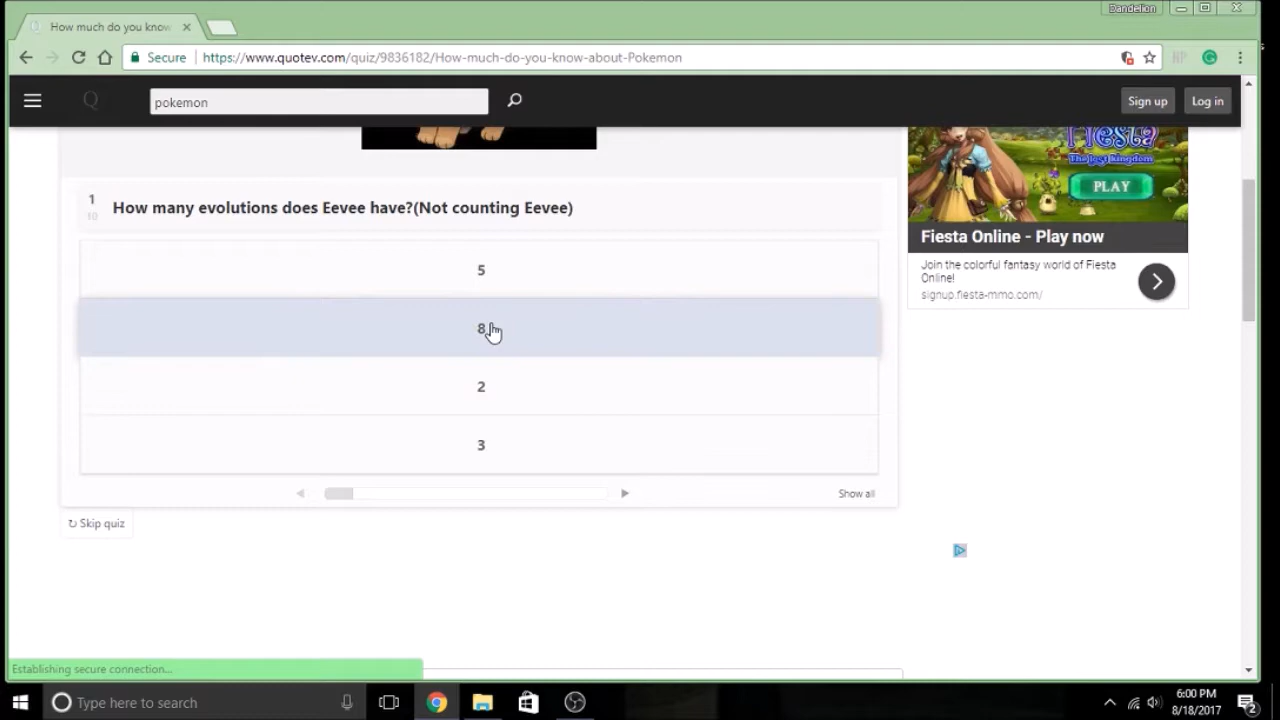 Dandelion
How much do you know
Secure
https://www.quotev.com/quiz/9836182/How-much-do-you-know-about-Pokemon
Q
pokemon
Sign up
Log in
Fiesta
The lost kingdom
PLAY
Fiesta Online - Play now
Join the colorful fantasy world of Fiesta
Online!
signup.fiesta-mmo.com/
1
10
How many evolutions does Eevee have?(Not counting Eevee)
5
8
2
3
Show all
↻ Skip quiz
Establishing secure connection...
Type here to search
6:00 PM
8/18/2017
2